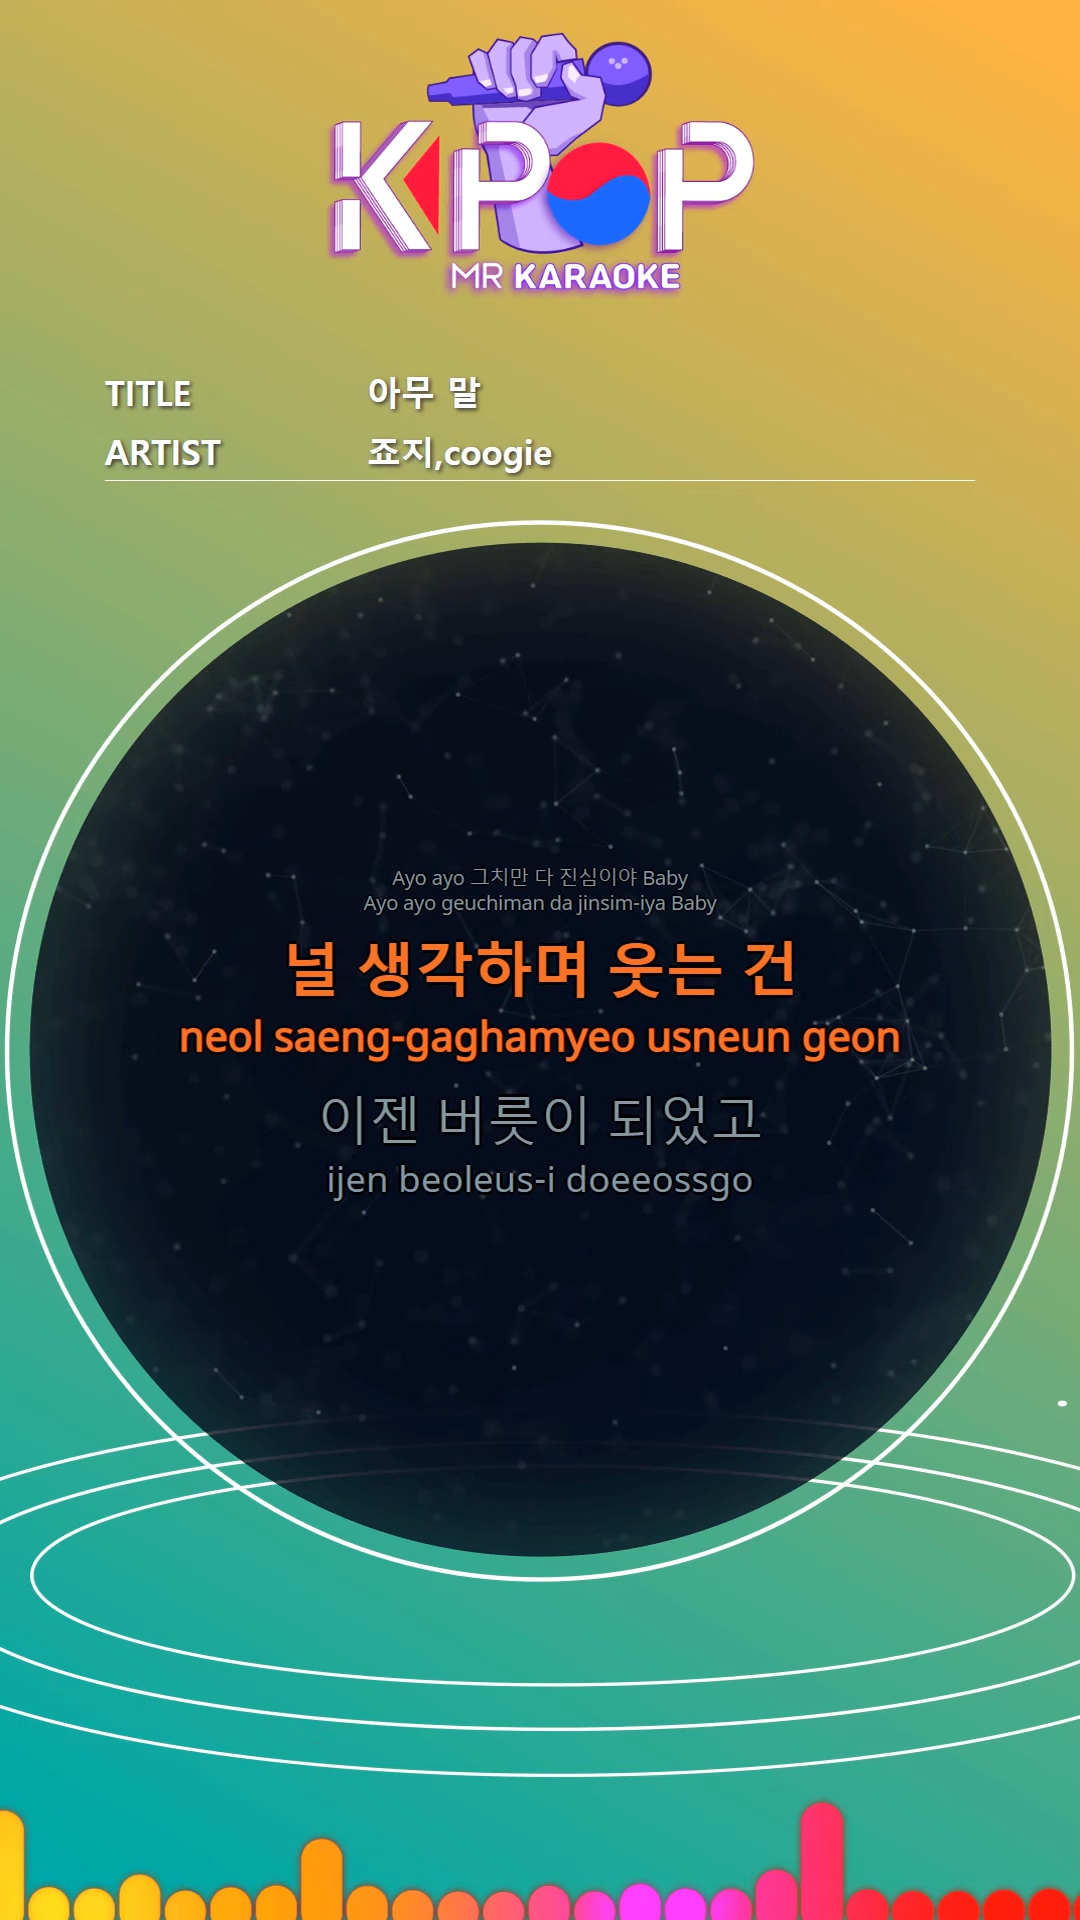 KPOP
MR KARAOKE
TITLE 아무 말
ARTIST 죠지,coogie
Ayo ayo 그치만 다 진심이야 Baby
Ayo ayo geuchiman da jinsim-iya Baby
널 생각하며 웃는 건
neol saeng-gaghamyeo usneun geon
이젠 버릇이 되었고
ijen beoleus-i doeeossgo